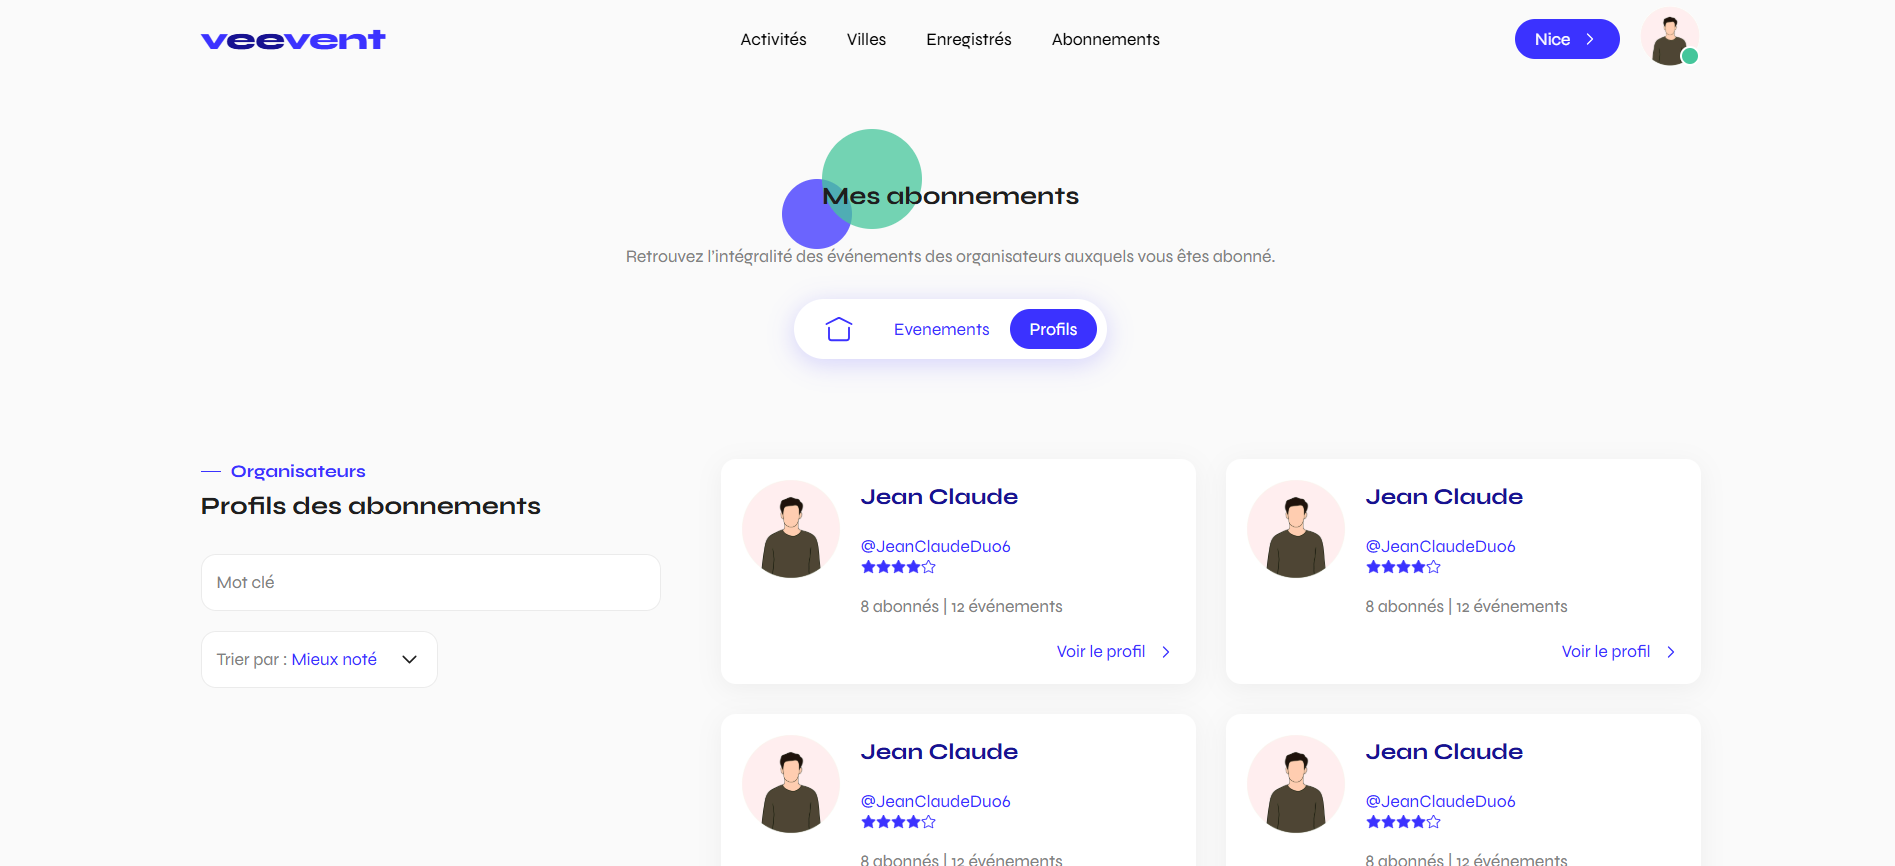 veevent
Activités Villes Enregistrés Abonnements
Nice
Mes abonnements
Retrouvez l'intégralité des événements des organisateurs auxquels vous êtes abonné.
Evenements Profils
Organisateurs
Profils des abonnements
Mot clé
Trier par : Mieux noté
Jean Claude
@JeanClaudeDuo6
8 abonnés | 12 événements
Voir le profil
Jean Claude
@JeanClaudeDuo6
8 abonnés | 12 événements
Voir le profil
Jean Claude
@JeanClaudeDuo6
8 abonnés | 12 événements
Jean Claude
@JeanClaudeDuo6
8 abonnés | 12 événements